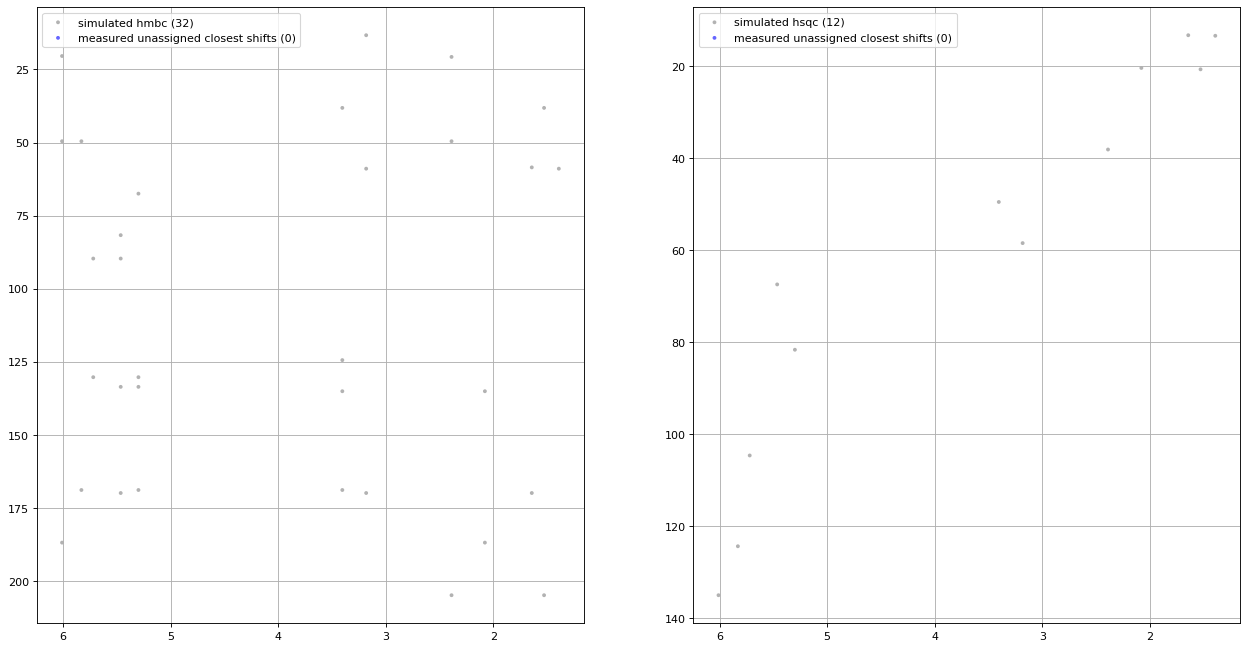 simulated hmbc (32)
measured unassigned closest shifts (0)
25
50
75
100
125
150
175
200
6 5 4 3 2
simulated hsqc (12)
measured unassigned closest shifts (0)
20
40
60
80
100
120
140
6 5 4 3 2